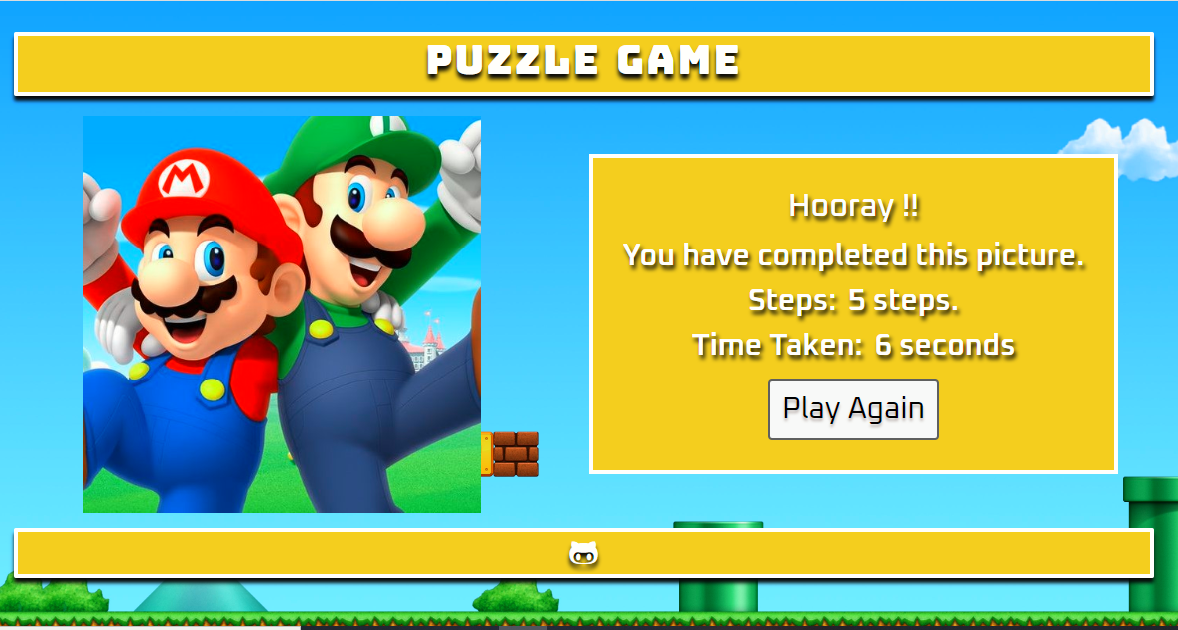 PUZZLE GAME
M
Hooray !!
You have completed this picture.
Steps: 5 steps.
Time Taken: 6 seconds
Play Again